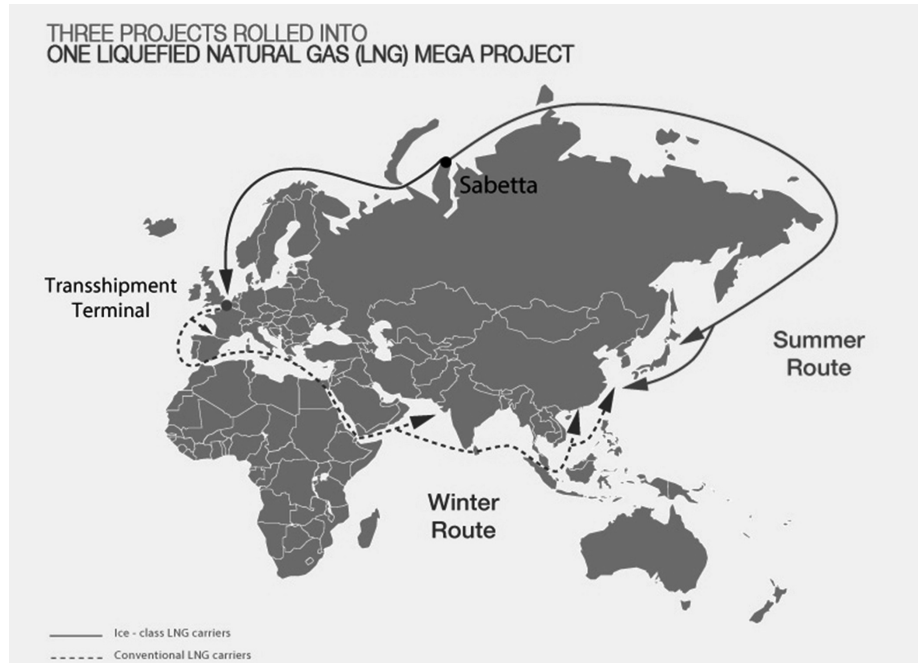 THREE PROJECTS ROLLED INTO
ONE LIQUEFIED NATURAL GAS (LNG) MEGA PROJECT
Sabetta
Transshipment
Terminal
Summer
Route
Winter
Route
Ice - class LNG carriers
Conventional LNG carriers